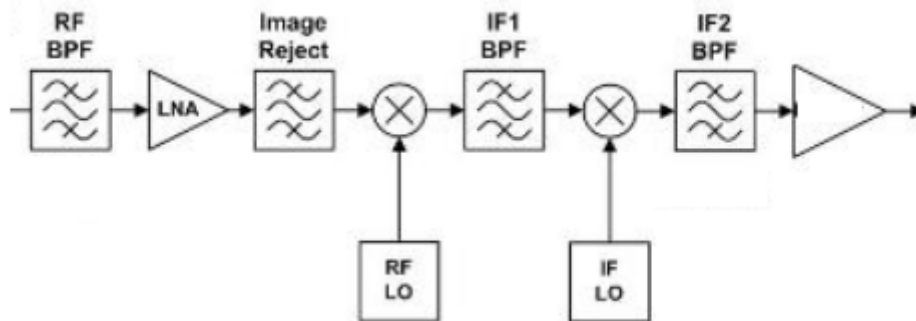 RF
BPF
Image
Reject
IF1
BPF
IF2
BPF
LNA
RF
LO
IF
LO